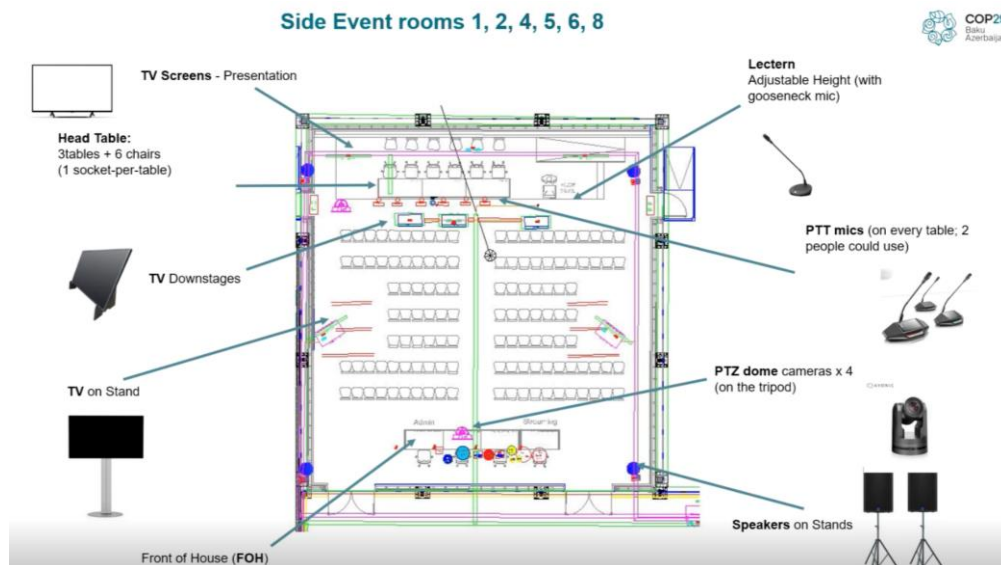 Side Event rooms 1, 2, 4, 5, 6, 8
Baku
TV Screens - Presentation
Head Table:
3tables + 6 chairs
(1 socket-per-table)
Lectern
Adjustable Height (with
gooseneck mic)
PTT mics (on every table; 2
people could use)
TV Downstages
TV on Stand
PTZ dome cameras x 4
(on the tripod)
Admin
Streaming
Speakers on Stands
Front of House (FOH)